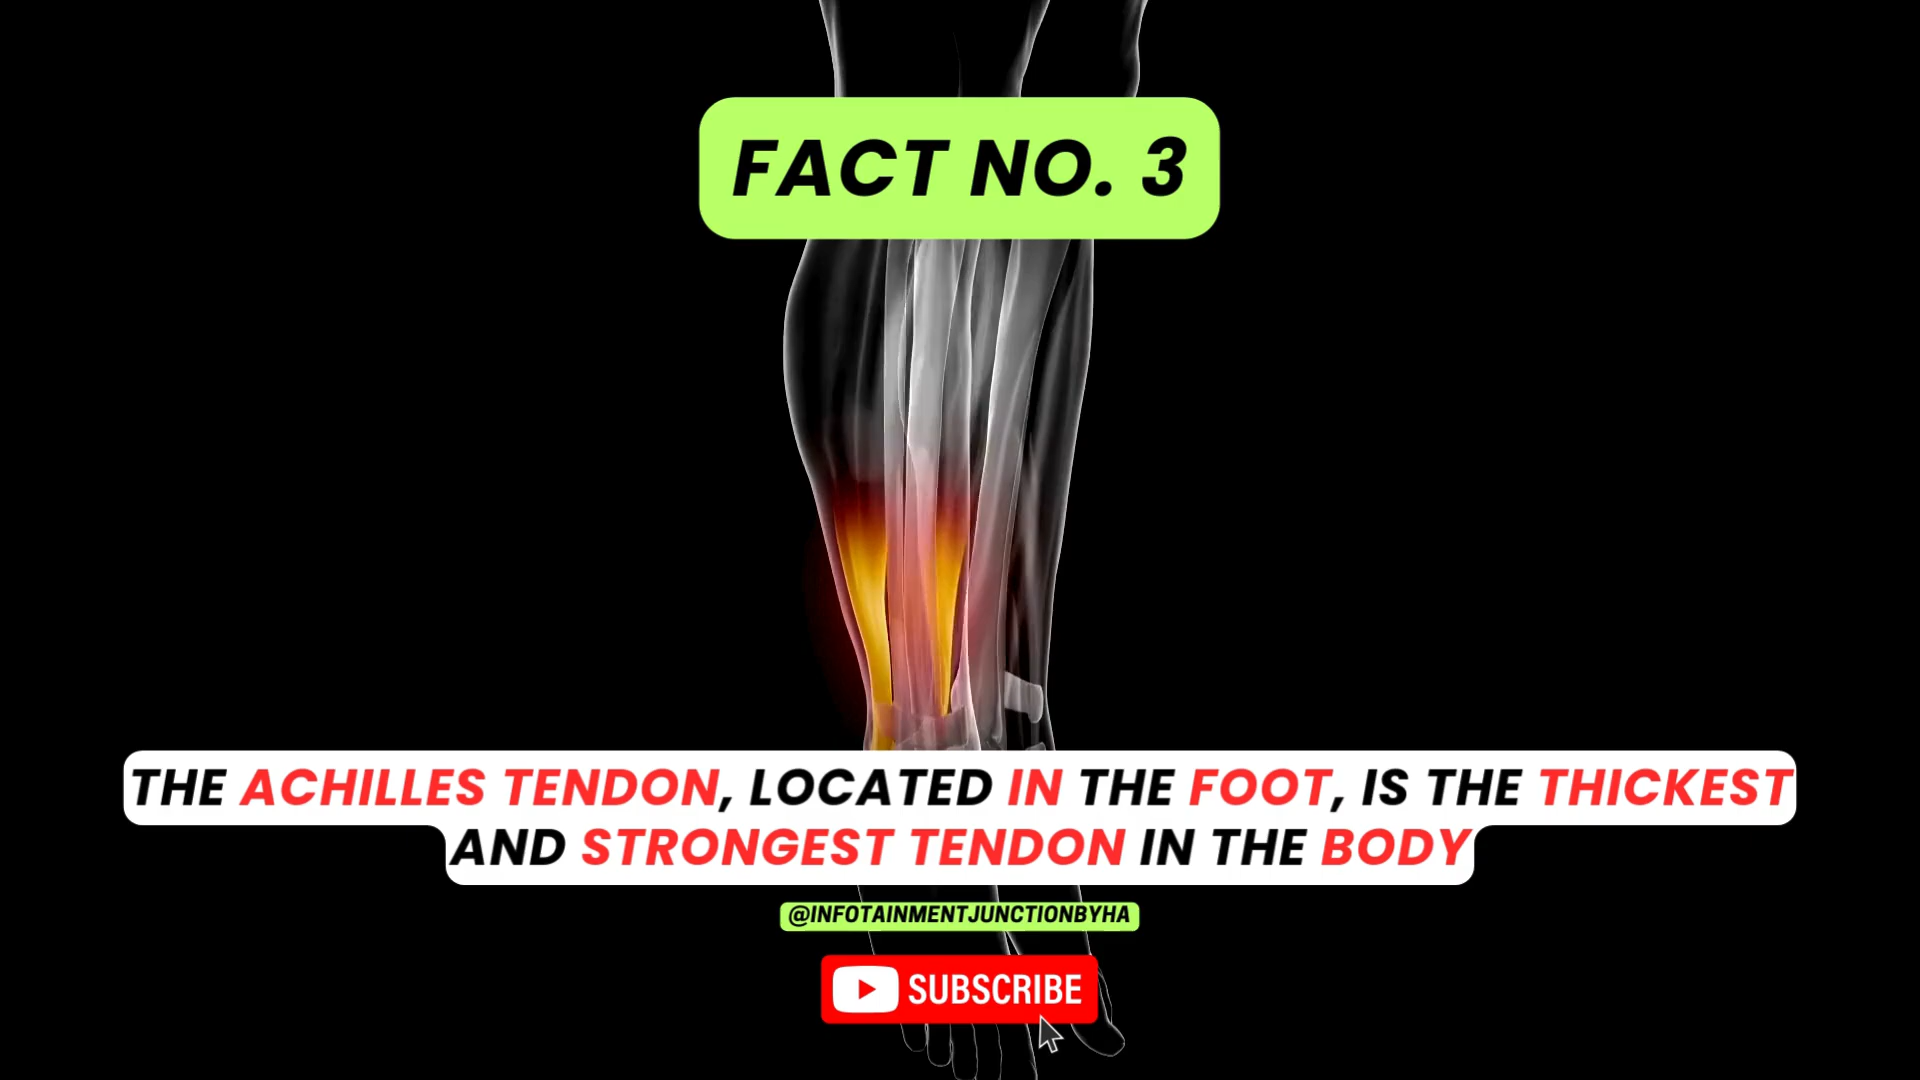 FACT NO. 3
THE ACHILLES TENDON, LOCATED IN THE FOOT, IS THE THICKEST
AND STRONGEST TENDON IN THE BODY
@INFOTAINMENTJUNCTIONBYHA
SUBSCRIBE